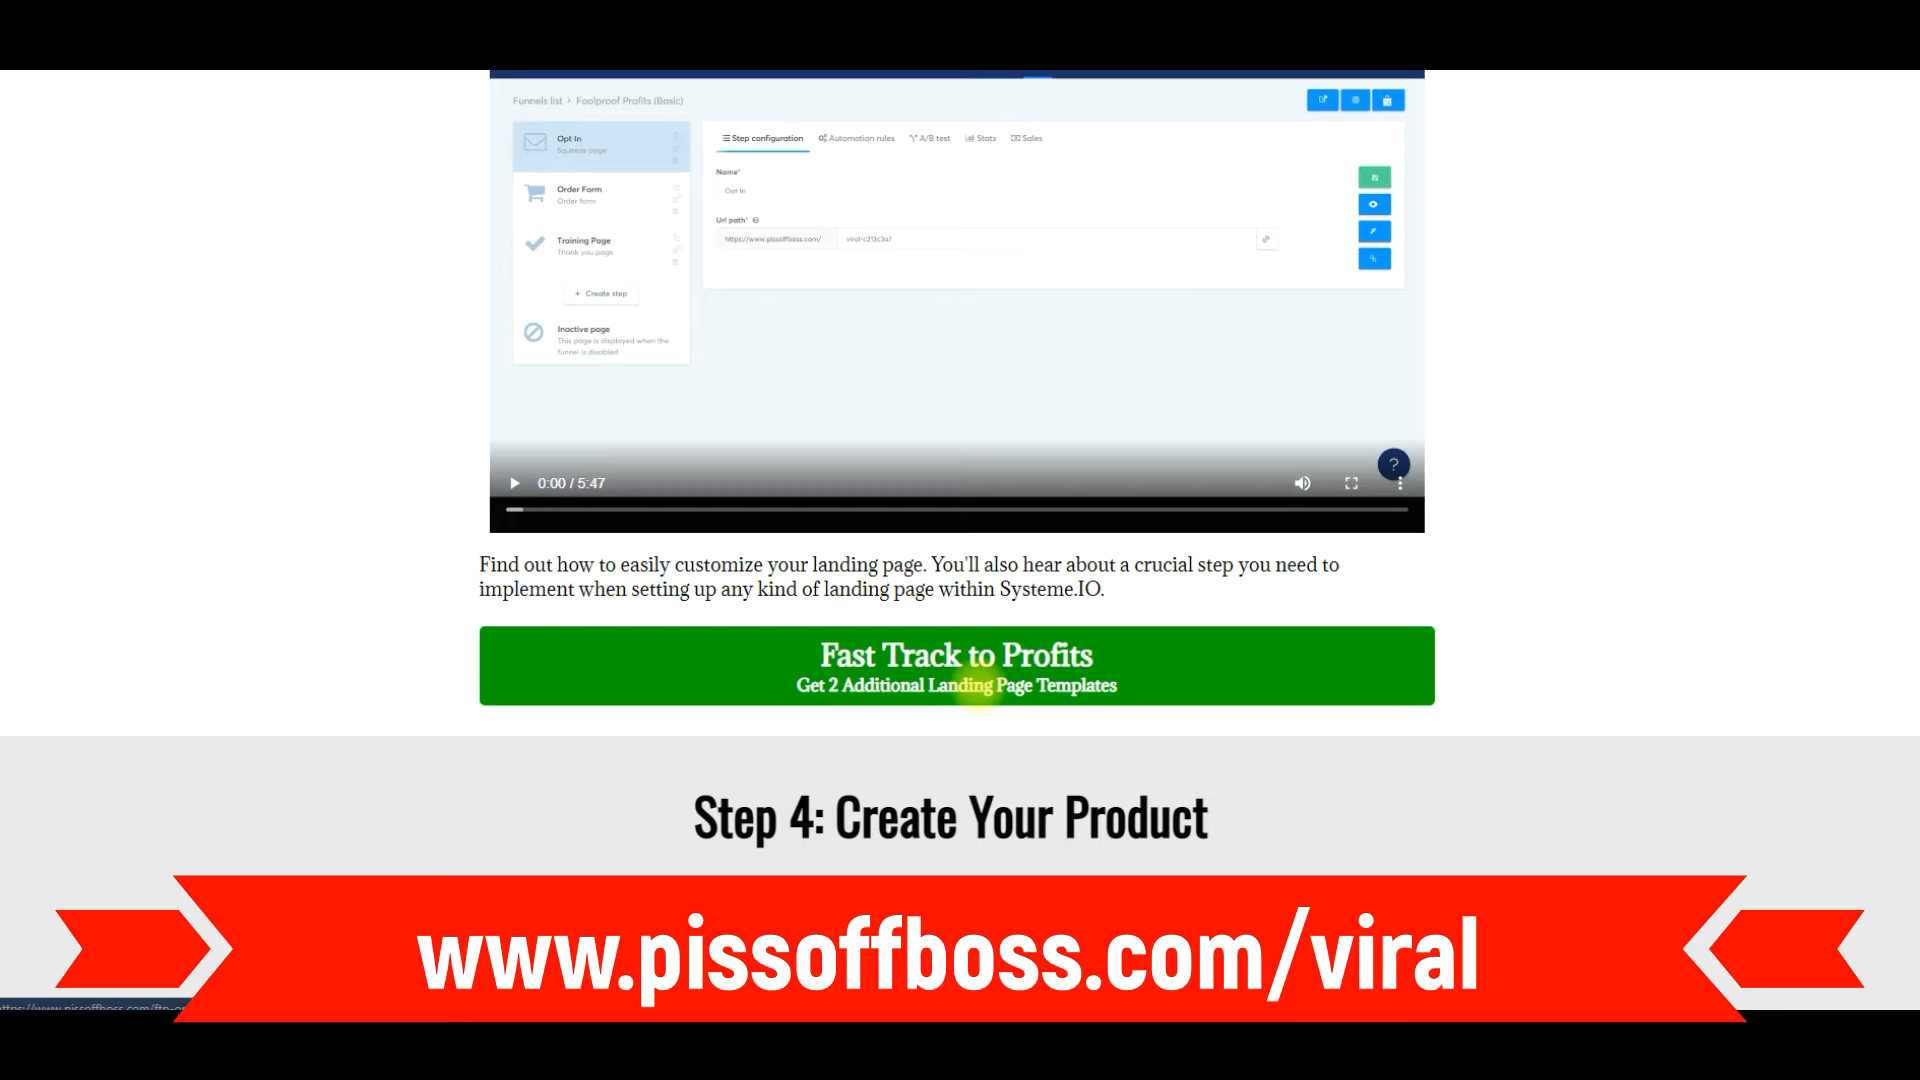 Funnels list > Foolproof Profits (Basic)
Opt In
Squeeze page
Order Form
Order form
Training Page
Thank you page
+ Create step
Inactive page
This page is displayed when the
funnel is disabled
Step configuration Automation rules A/B test Stats Sales
Name*
Opt In
Url path* ?
https://www.pissoffboss.com/ viral-c213c3a7
?
0:00 / 5:47
Find out how to easily customize your landing page. You'll also hear about a crucial step you need to
implement when setting up any kind of landing page within Systeme.IO.
Fast Track to Profits
Get 2 Additional Landing Page Templates
Step 4: Create Your Product
www.pissoffboss.com/viral